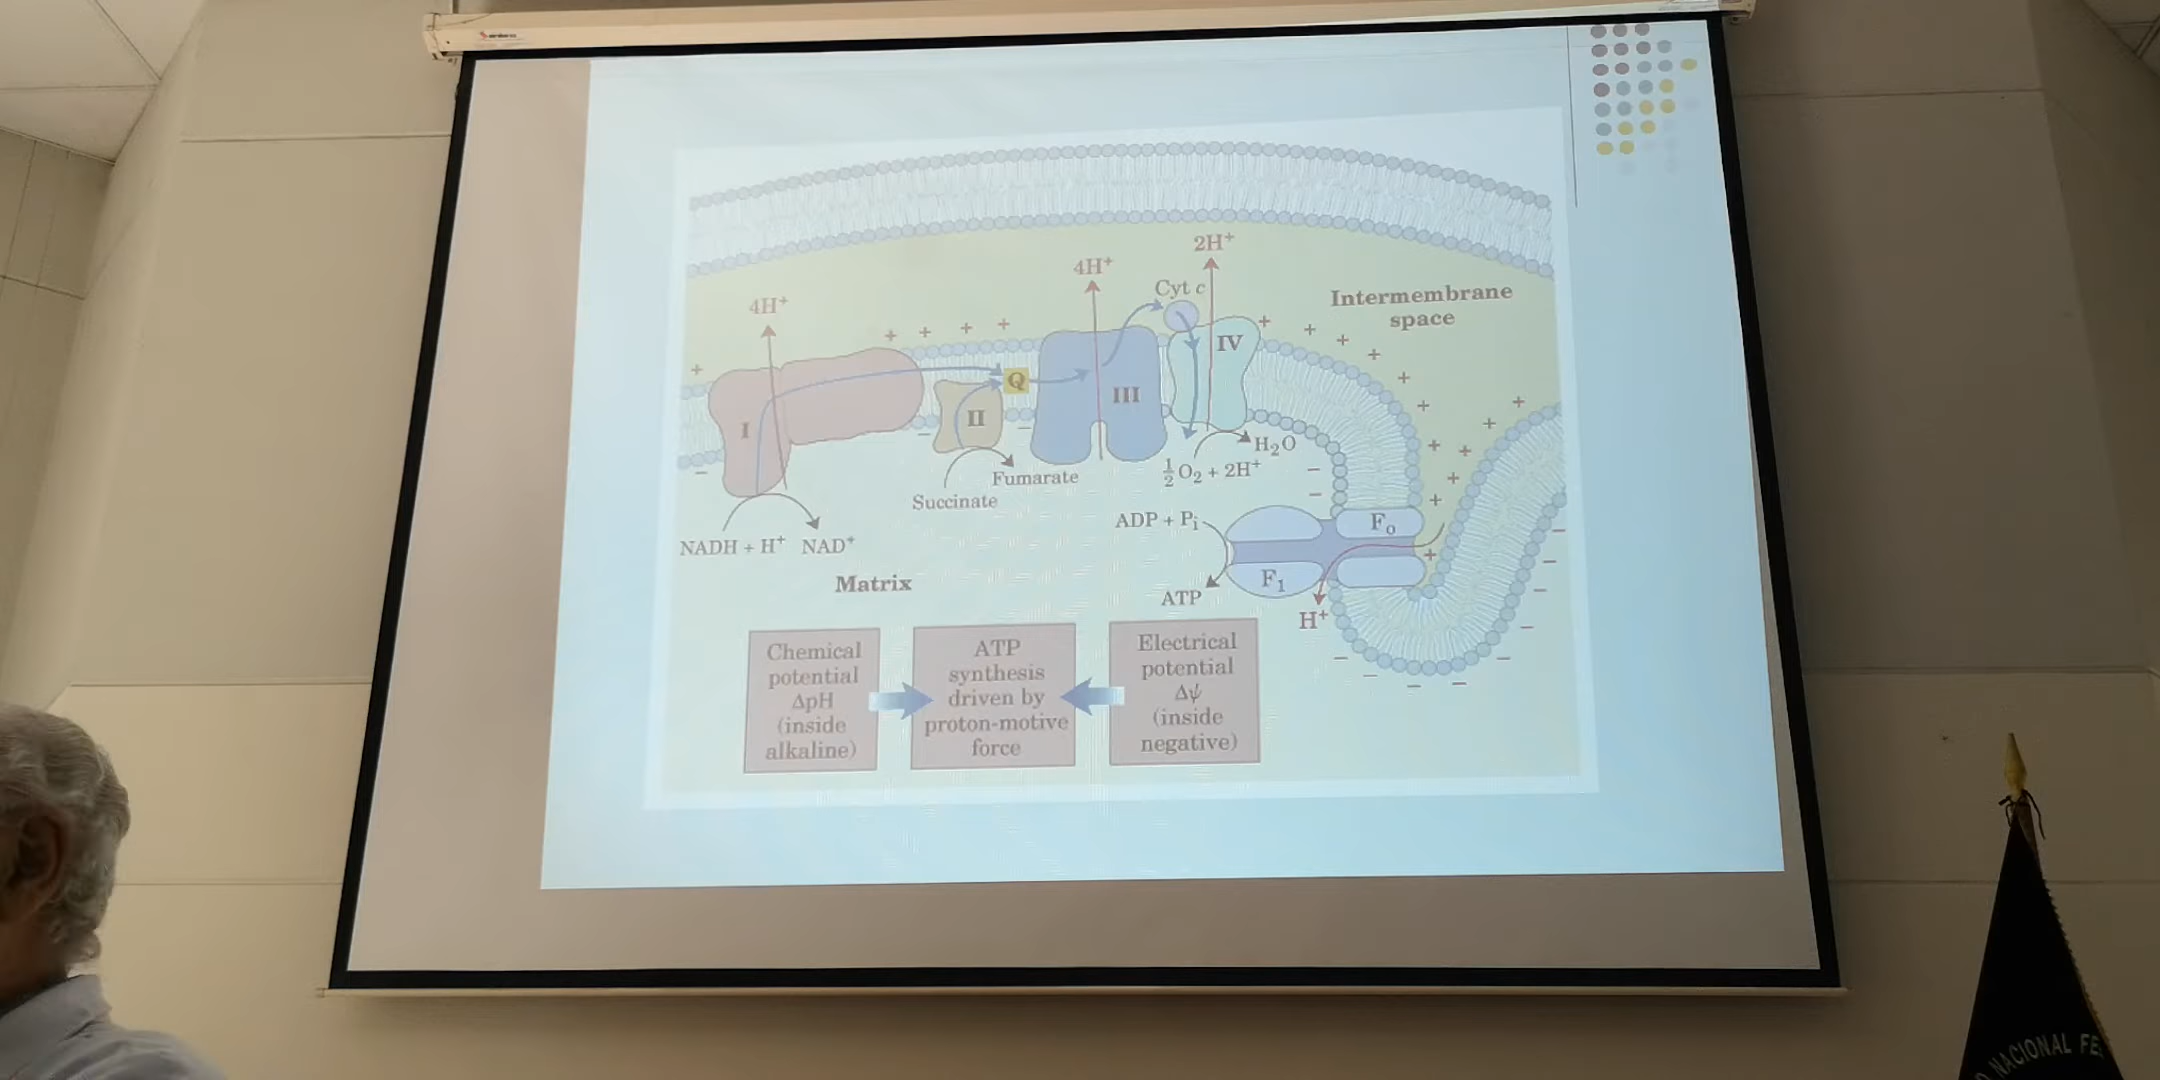 2H⁺
4H⁺
Cyt c
4H⁺
Intermembrane
space
IV
Q
III
II
I
H₂O
½O₂ + 2H⁺
Fumarate
Succinate
ADP + Pᵢ
Fₒ
NADH + H⁺ NAD⁺
F₁
Matrix
ATP
H⁺
Chemical
potential
ΔpH
(inside
alkaline)
ATP
synthesis
driven by
proton-motive
force
Electrical
potential
Δψ
(inside
negative)
NACIONAL FE